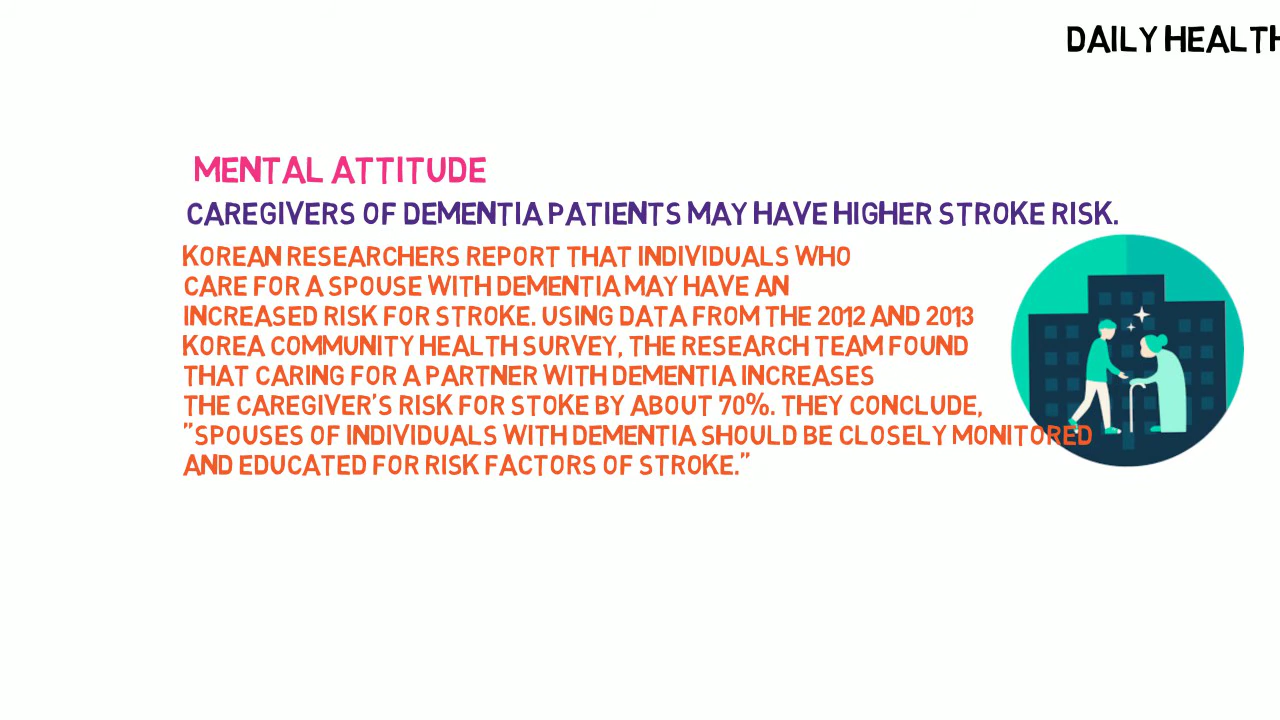 DAILY HEALTH
MENTAL ATTITUDE
CAREGIVERS OF DEMENTIA PATIENTS MAY HAVE HIGHER STROKE RISK.
KOREAN RESEARCHERS REPORT THAT INDIVIDUALS WHO
CARE FOR A SPOUSE WITH DEMENTIA MAY HAVE AN
INCREASED RISK FOR STROKE. USING DATA FROM THE 2012 AND 2013
KOREA COMMUNITY HEALTH SURVEY, THE RESEARCH TEAM FOUND
THAT CARING FOR A PARTNER WITH DEMENTIA INCREASES
THE CAREGIVER'S RISK FOR STOKE BY ABOUT 70%. THEY CONCLUDE,
"SPOUSES OF INDIVIDUALS WITH DEMENTIA SHOULD BE CLOSELY MONITORED
AND EDUCATED FOR RISK FACTORS OF STROKE."